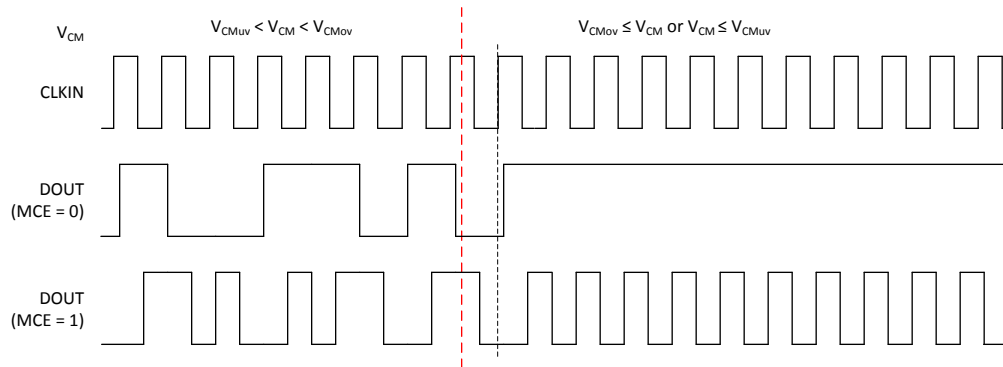 V_CM
V_CMuv < V_CM < V_CMov
V_CMov ≤ V_CM or V_CM ≤ V_CMuv
CLKIN
DOUT
(MCE = 0)
DOUT
(MCE = 1)